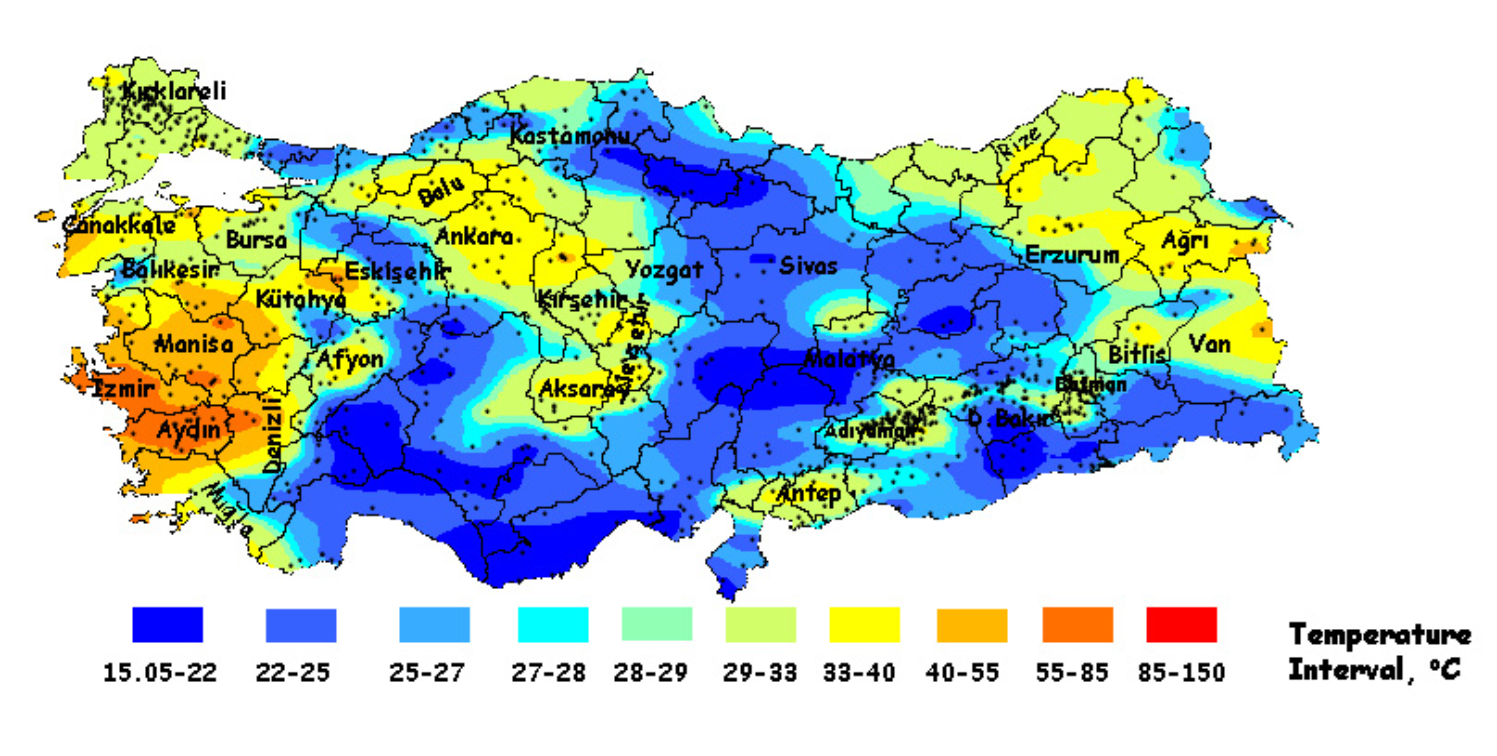 Kırklareli
Kastamonu
Rize
Bolu
Çanakkale
Bursa
Ankara
Ağrı
Erzurum
Balıkesir
Eskişehir
Yozgat
Sivas
Kütahya
Kırşehir
Nevşehir
Manisa
Afyon
Malatya
Bitlis
Van
Izmir
Aksaray
Batman
Aydın
Denizli
Adıyaman
D. Bakır
Muğla
Antep
15.05-22 22-25 25-27 27-28 28-29 29-33 33-40 40-55 55-85 85-150
Temperature
Interval, °C